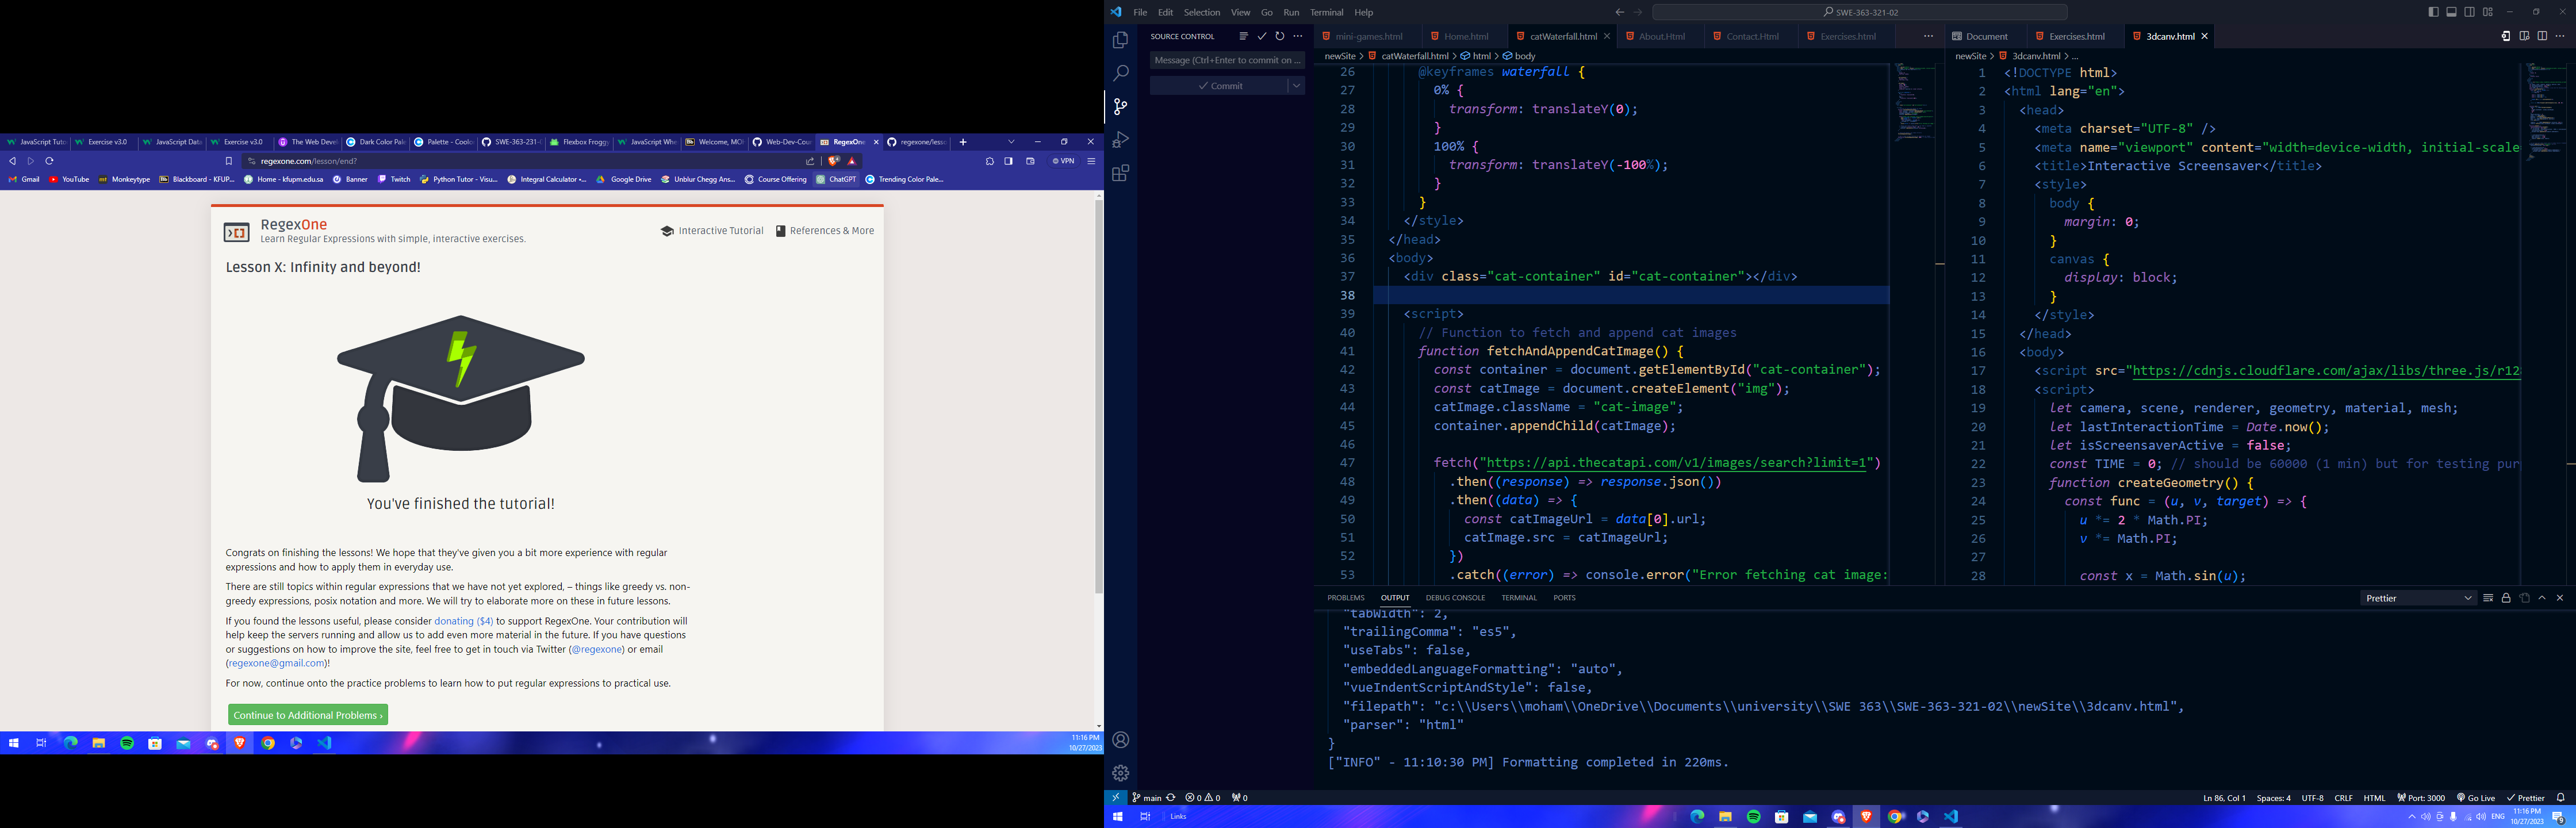 JavaScript Tuto
Exercise v3.0
JavaScript Data
Exercise v3.0
The Web Devel
Dark Color Pale
Palette - Coolo
SWE-363-231-0
Flexbox Froggy
JavaScript Whe
Welcome, MOH
Web-Dev-Cour
RegexOne
regexone/lesso
regexone.com/lesson/end?
VPN
Gmail
YouTube
Monkeytype
Blackboard - KFUP...
Home - kfupm.edu.sa
Banner
Twitch
Python Tutor - Visu...
Integral Calculator •...
Google Drive
Unblur Chegg Ans...
Course Offering
ChatGPT
Trending Color Pale...
RegexOne
Learn Regular Expressions with simple, interactive exercises.
Interactive Tutorial
References & More
Lesson X: Infinity and beyond!
You've finished the tutorial!
Congrats on finishing the lessons! We hope that they've given you a bit more experience with regular
expressions and how to apply them in everyday use.
There are still topics within regular expressions that we have not yet explored, – things like greedy vs. non-
greedy expressions, posix notation and more. We will try to elaborate more on these in future lessons.
If you found the lessons useful, please consider donating ($4) to support RegexOne. Your contribution will
help keep the servers running and allow us to add even more material in the future. If you have questions
or suggestions on how to improve the site, feel free to get in touch via Twitter (@regexone) or email
(regexone@gmail.com)!
For now, continue onto the practice problems to learn how to put regular expressions to practical use.
Continue to Additional Problems ›
11:16 PM
10/27/2023
File Edit Selection View Go Run Terminal Help
SWE-363-321-02
SOURCE CONTROL
Message (Ctrl+Enter to commit on ...
Commit
mini-games.html
Home.html
catWaterfall.html
About.Html
Contact.Html
Exercises.html
newSite > catWaterfall.html > html > body
26 @keyframes waterfall {
27 0% {
28 transform: translateY(0);
29 }
30 100% {
31 transform: translateY(-100%);
32 }
33 }
34 </style>
35 </head>
36 <body>
37 <div class="cat-container" id="cat-container"></div>
38
39 <script>
40 // Function to fetch and append cat images
41 function fetchAndAppendCatImage() {
42 const container = document.getElementById("cat-container");
43 const catImage = document.createElement("img");
44 catImage.className = "cat-image";
45 container.appendChild(catImage);
46
47 fetch("https://api.thecatapi.com/v1/images/search?limit=1")
48 .then((response) => response.json())
49 .then((data) => {
50 const catImageUrl = data[0].url;
51 catImage.src = catImageUrl;
52 })
53 .catch((error) => console.error("Error fetching cat image:
Document
Exercises.html
3dcanv.html
newSite > 3dcanv.html > ...
1 <!DOCTYPE html>
2 <html lang="en">
3 <head>
4 <meta charset="UTF-8" />
5 <meta name="viewport" content="width=device-width, initial-scale
6 <title>Interactive Screensaver</title>
7 <style>
8 body {
9 margin: 0;
10 }
11 canvas {
12 display: block;
13 }
14 </style>
15 </head>
16 <body>
17 <script src="https://cdnjs.cloudflare.com/ajax/libs/three.js/r128
18 <script>
19 let camera, scene, renderer, geometry, material, mesh;
20 let lastInteractionTime = Date.now();
21 let isScreensaverActive = false;
22 const TIME = 0; // should be 60000 (1 min) but for testing pur
23 function createGeometry() {
24 const func = (u, v, target) => {
25 u *= 2 * Math.PI;
26 v *= Math.PI;
27
28 const x = Math.sin(u);
PROBLEMS OUTPUT DEBUG CONSOLE TERMINAL PORTS
Prettier
"tabWidth": 2,
"trailingComma": "es5",
"useTabs": false,
"embeddedLanguageFormatting": "auto",
"vueIndentScriptAndStyle": false,
"filepath": "c:\\Users\\moham\\OneDrive\\Documents\\university\\SWE 363\\SWE-363-321-02\\newSite\\3dcanv.html",
"parser": "html"
}
["INFO" - 11:10:30 PM] Formatting completed in 220ms.
main 0 0 0
Ln 86, Col 1 Spaces: 4 UTF-8 CRLF HTML Port: 3000 Go Live Prettier
Links
ENG
11:16 PM
10/27/2023